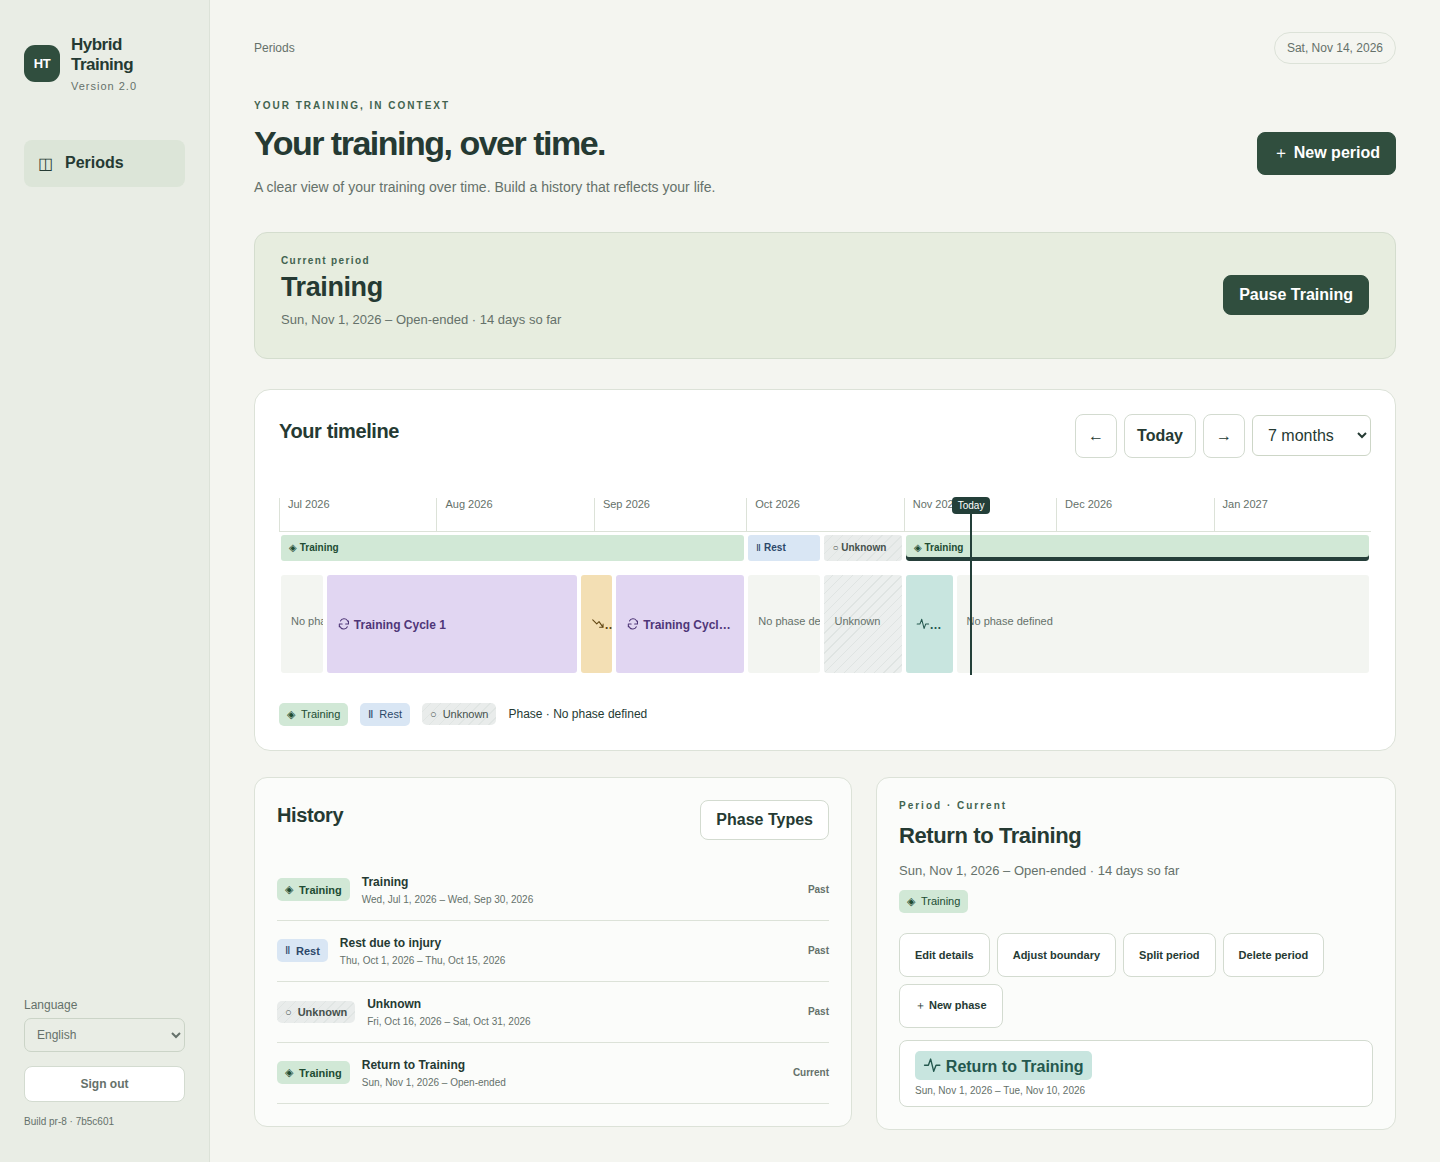 HT
Hybrid
Training
Version 2.0
Periods
Language
English
Sign out
Build pr-8 · 7b5c601
Periods
Sat, Nov 14, 2026
YOUR TRAINING, IN CONTEXT
Your training, over time.
A clear view of your training over time. Build a history that reflects your life.
+ New period
Current period
Training
Sun, Nov 1, 2026 – Open-ended · 14 days so far
Pause Training
Your timeline
← Today → 7 months
Jul 2026 Aug 2026 Sep 2026 Oct 2026 Nov 202 Today Dec 2026 Jan 2027
Training Rest Unknown Training
No pha Training Cycle 1 … Training Cycl… No phase de Unknown … No phase defined
Training Rest Unknown Phase · No phase defined
History
Phase Types
Training Training Past
Wed, Jul 1, 2026 – Wed, Sep 30, 2026
Rest Rest due to injury Past
Thu, Oct 1, 2026 – Thu, Oct 15, 2026
Unknown Unknown Past
Fri, Oct 16, 2026 – Sat, Oct 31, 2026
Training Return to Training Current
Sun, Nov 1, 2026 – Open-ended
Period · Current
Return to Training
Sun, Nov 1, 2026 – Open-ended · 14 days so far
Training
Edit details Adjust boundary Split period Delete period
+ New phase
Return to Training
Sun, Nov 1, 2026 – Tue, Nov 10, 2026